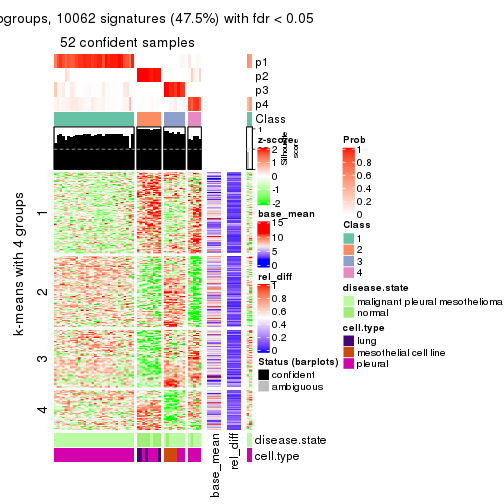 ogroups, 10062 signatures (47.5%) with fdr < 0.05
52 confident samples
p1
p2
p3
p4
Class
1
Silhouette
score
k-means with 4 groups
1
2
3
4
base_mean
rel_diff
disease.state
cell.type
z-score
2
1
0
-1
-2
base_mean
15
10
5
0
rel_diff
1
0.8
0.6
0.4
0.2
0
Status (barplots)
confident
ambiguous
Prob
1
0.8
0.6
0.4
0.2
0
Class
1
2
3
4
disease.state
malignant pleural mesothelioma
normal
cell.type
lung
mesothelial cell line
pleural